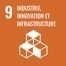 9 INDUSTRIE,
INNOVATION ET
INFRASTRUCTURE